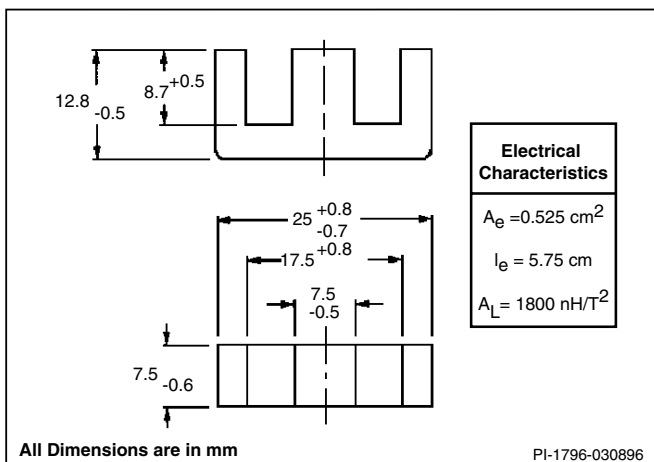 12.8 -0.5
8.7 +0.5
25 +0.8 -0.7
17.5 +0.8
7.5 -0.5
7.5 -0.6
Electrical
Characteristics
Ae =0.525 cm2
le = 5.75 cm
AL= 1800 nH/T2
All Dimensions are in mm
PI-1796-030896